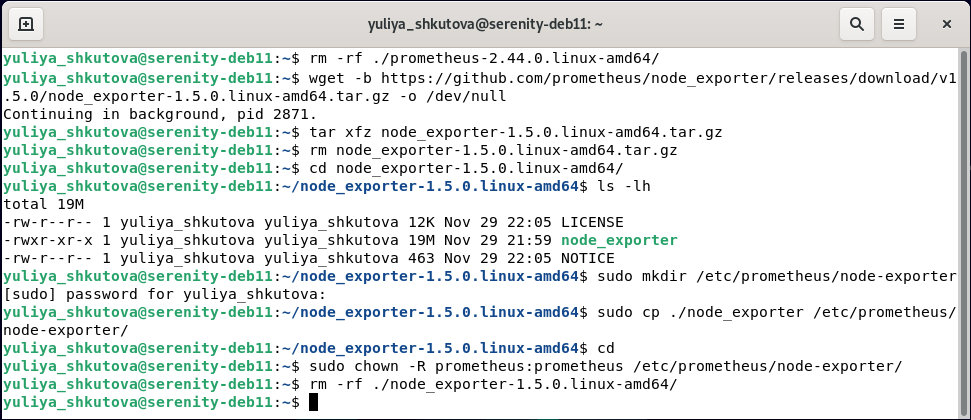 yuliya_shkutova@serenity-deb11: ~
yuliya_shkutova@serenity-deb11:~$ rm -rf ./prometheus-2.44.0.linux-amd64/
yuliya_shkutova@serenity-deb11:~$ wget -b https://github.com/prometheus/node_exporter/releases/download/v1
.5.0/node_exporter-1.5.0.linux-amd64.tar.gz -o /dev/null
Continuing in background, pid 2871.
yuliya_shkutova@serenity-deb11:~$ tar xfz node_exporter-1.5.0.linux-amd64.tar.gz
yuliya_shkutova@serenity-deb11:~$ rm node_exporter-1.5.0.linux-amd64.tar.gz
yuliya_shkutova@serenity-deb11:~$ cd node_exporter-1.5.0.linux-amd64/
yuliya_shkutova@serenity-deb11:~/node_exporter-1.5.0.linux-amd64$ ls -lh
total 19M
-rw-r--r-- 1 yuliya_shkutova yuliya_shkutova 12K Nov 29 22:05 LICENSE
-rwxr-xr-x 1 yuliya_shkutova yuliya_shkutova 19M Nov 29 21:59 node_exporter
-rw-r--r-- 1 yuliya_shkutova yuliya_shkutova 463 Nov 29 22:05 NOTICE
yuliya_shkutova@serenity-deb11:~/node_exporter-1.5.0.linux-amd64$ sudo mkdir /etc/prometheus/node-exporter
[sudo] password for yuliya_shkutova:
yuliya_shkutova@serenity-deb11:~/node_exporter-1.5.0.linux-amd64$ sudo cp ./node_exporter /etc/prometheus/
node-exporter/
yuliya_shkutova@serenity-deb11:~/node_exporter-1.5.0.linux-amd64$ cd
yuliya_shkutova@serenity-deb11:~$ sudo chown -R prometheus:prometheus /etc/prometheus/node-exporter/
yuliya_shkutova@serenity-deb11:~$ rm -rf ./node_exporter-1.5.0.linux-amd64/
yuliya_shkutova@serenity-deb11:~$